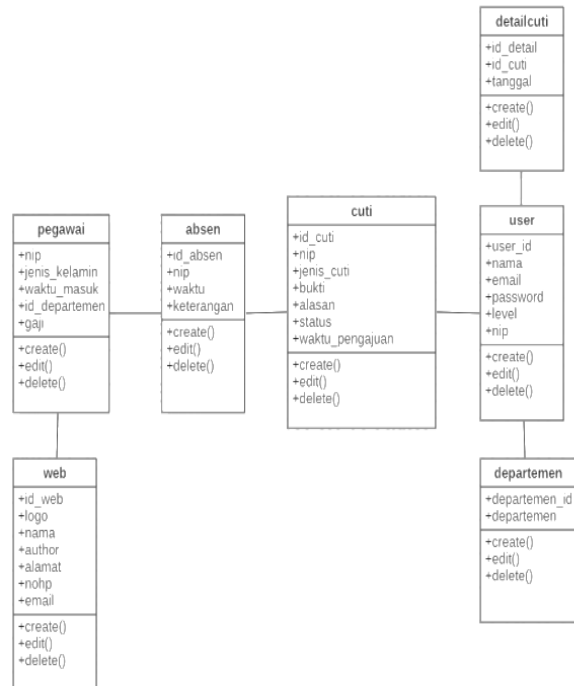 detailcuti
+id_detail
+id_cuti
+tanggal
+create()
+edit()
+delete()
pegawai
+nip
+jenis_kelamin
+waktu_masuk
+id_departemen
+gaji
+create()
+edit()
+delete()
absen
+id_absen
+nip
+waktu
+keterangan
+create()
+edit()
+delete()
cuti
+id_cuti
+nip
+jenis_cuti
+bukti
+alasan
+status
+waktu_pengajuan
+create()
+edit()
+delete()
user
+user_id
+nama
+email
+password
+level
+nip
+create()
+edit()
+delete()
web
+id_web
+logo
+nama
+author
+alamat
+nohp
+email
+create()
+edit()
+delete()
departemen
+departemen_id
+departemen
+create()
+edit()
+delete()